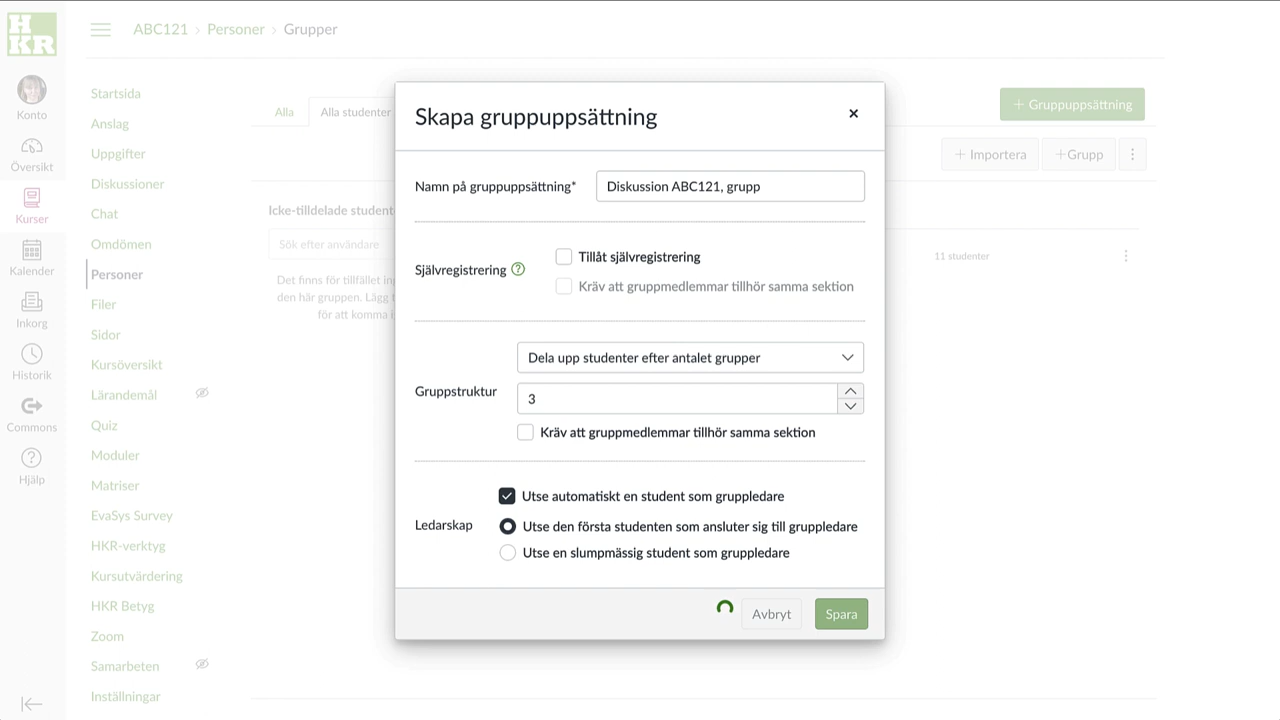 HKR
ABC121 › Personer › Grupper
Konto
Översikt
Kurser
Kalender
Inkorg
Historik
Commons
Hjälp
Startsida
Anslag
Uppgifter
Diskussioner
Chat
Omdömen
Personer
Filer
Sidor
Kursöversikt
Lärandemål
Quiz
Moduler
Matriser
EvaSys Survey
HKR-verktyg
Kursutvärdering
HKR Betyg
Zoom
Samarbeten
Inställningar
Alla
Alla studenter
+ Gruppuppsättning
+ Importera
+ Grupp
Icke-tilldelade student
Sök efter användare
Det finns för tillfället in
den här gruppen. Lägg t
för att komma i
11 studenter
Skapa gruppuppsättning
Namn på gruppuppsättning*
Diskussion ABC121, grupp
Självregistrering
Tillåt självregistrering
Kräv att gruppmedlemmar tillhör samma sektion
Gruppstruktur
Dela upp studenter efter antalet grupper
3
Kräv att gruppmedlemmar tillhör samma sektion
Ledarskap
Utse automatiskt en student som gruppledare
Utse den första studenten som ansluter sig till gruppledare
Utse en slumpmässig student som gruppledare
Avbryt
Spara